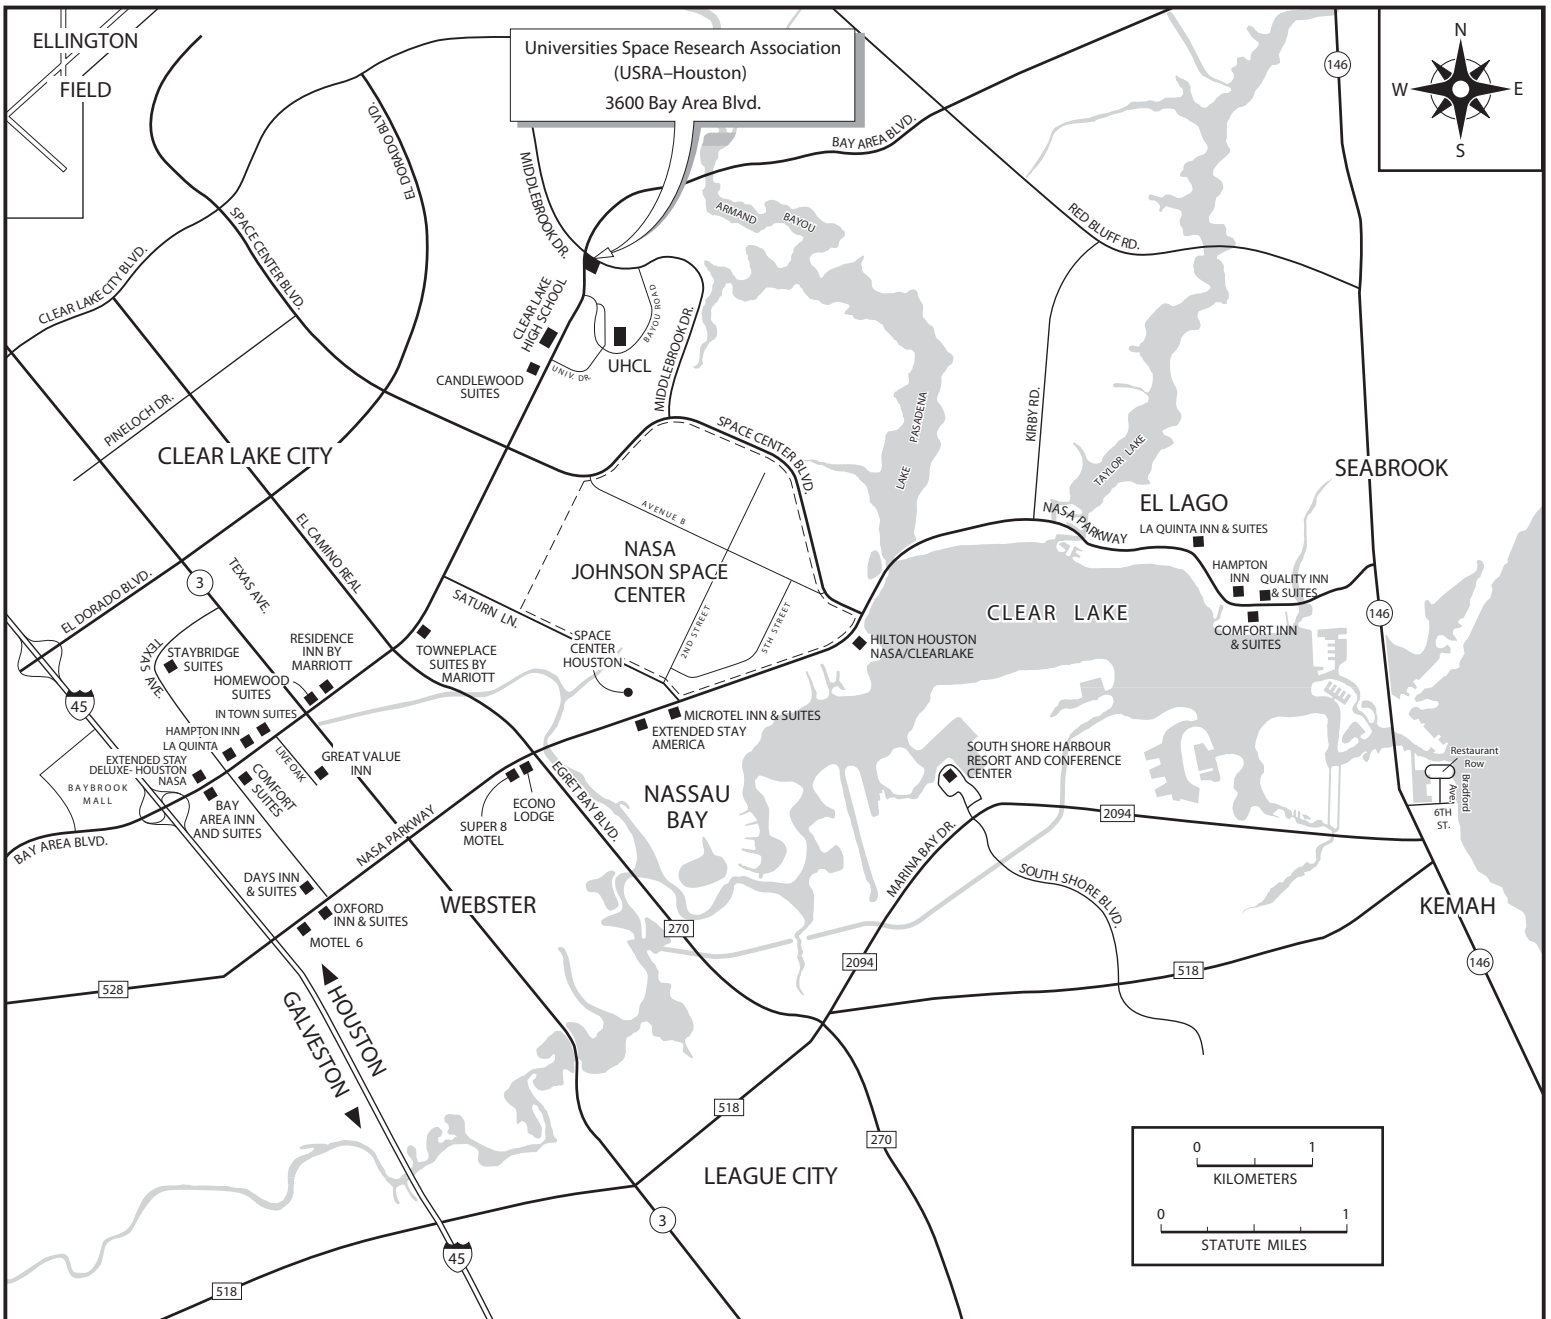 ELLINGTON
FIELD
Universities Space Research Association
(USRA–Houston)
3600 Bay Area Blvd.
146
N
W
E
S
EL DORADO BLVD.
MIDDLEBROOK DR.
BAY AREA BLVD.
ARMAND
BAYOU
RED BLUFF RD.
SPACE CENTER BLVD.
CLEAR LAKE CITY BLVD.
CLEAR LAKE
HIGH SCHOOL
BAYOU ROAD
UHCL
UNIV. DR.
MIDDLEBROOK DR.
CANDLEWOOD
SUITES
PINELOCH DR.
CLEAR LAKE CITY
SPACE CENTER BLVD.
LAKE PASADENA
KIRBY RD.
TAYLOR LAKE
SEABROOK
EL LAGO
LA QUINTA INN & SUITES
NASA PARKWAY
HAMPTON
INN
QUALITY INN
& SUITES
COMFORT INN
& SUITES
146
CLEAR LAKE
AVENUE B
NASA
JOHNSON SPACE
CENTER
2ND STREET
5TH STREET
SATURN LN.
SPACE
CENTER
HOUSTON
HILTON HOUSTON
NASA/CLEARLAKE
EL CAMINO REAL
TEXAS AVE.
3
EL DORADO BLVD.
TEXAS AVE.
STAYBRIDGE
SUITES
RESIDENCE
INN BY
MARRIOTT
HOMEWOOD
SUITES
TOWNEPLACE
SUITES BY
MARIOTT
45
IN TOWN SUITES
HAMPTON INN
LA QUINTA
EXTENDED STAY
DELUXE- HOUSTON
NASA
BAYBROOK
MALL
LIVE OAK
GREAT VALUE
INN
COMFORT
SUITES
BAY
AREA INN
AND SUITES
BAY AREA BLVD.
MICROTEL INN & SUITES
EXTENDED STAY
AMERICA
ECONO
LODGE
SUPER 8
MOTEL
EGRET BAY BLVD.
NASSAU
BAY
NASA PARKWAY
SOUTH SHORE HARBOUR
RESORT AND CONFERENCE
CENTER
Restaurant
Row
Bradford
Ave.
6TH
ST.
2094
MARINA BAY DR.
SOUTH SHORE BLVD.
DAYS INN
& SUITES
OXFORD
INN & SUITES
MOTEL 6
WEBSTER
KEMAH
270
2094
518
146
528
HOUSTON
GALVESTON
518
270
LEAGUE CITY
3
45
518
0 1
KILOMETERS
0 1
STATUTE MILES